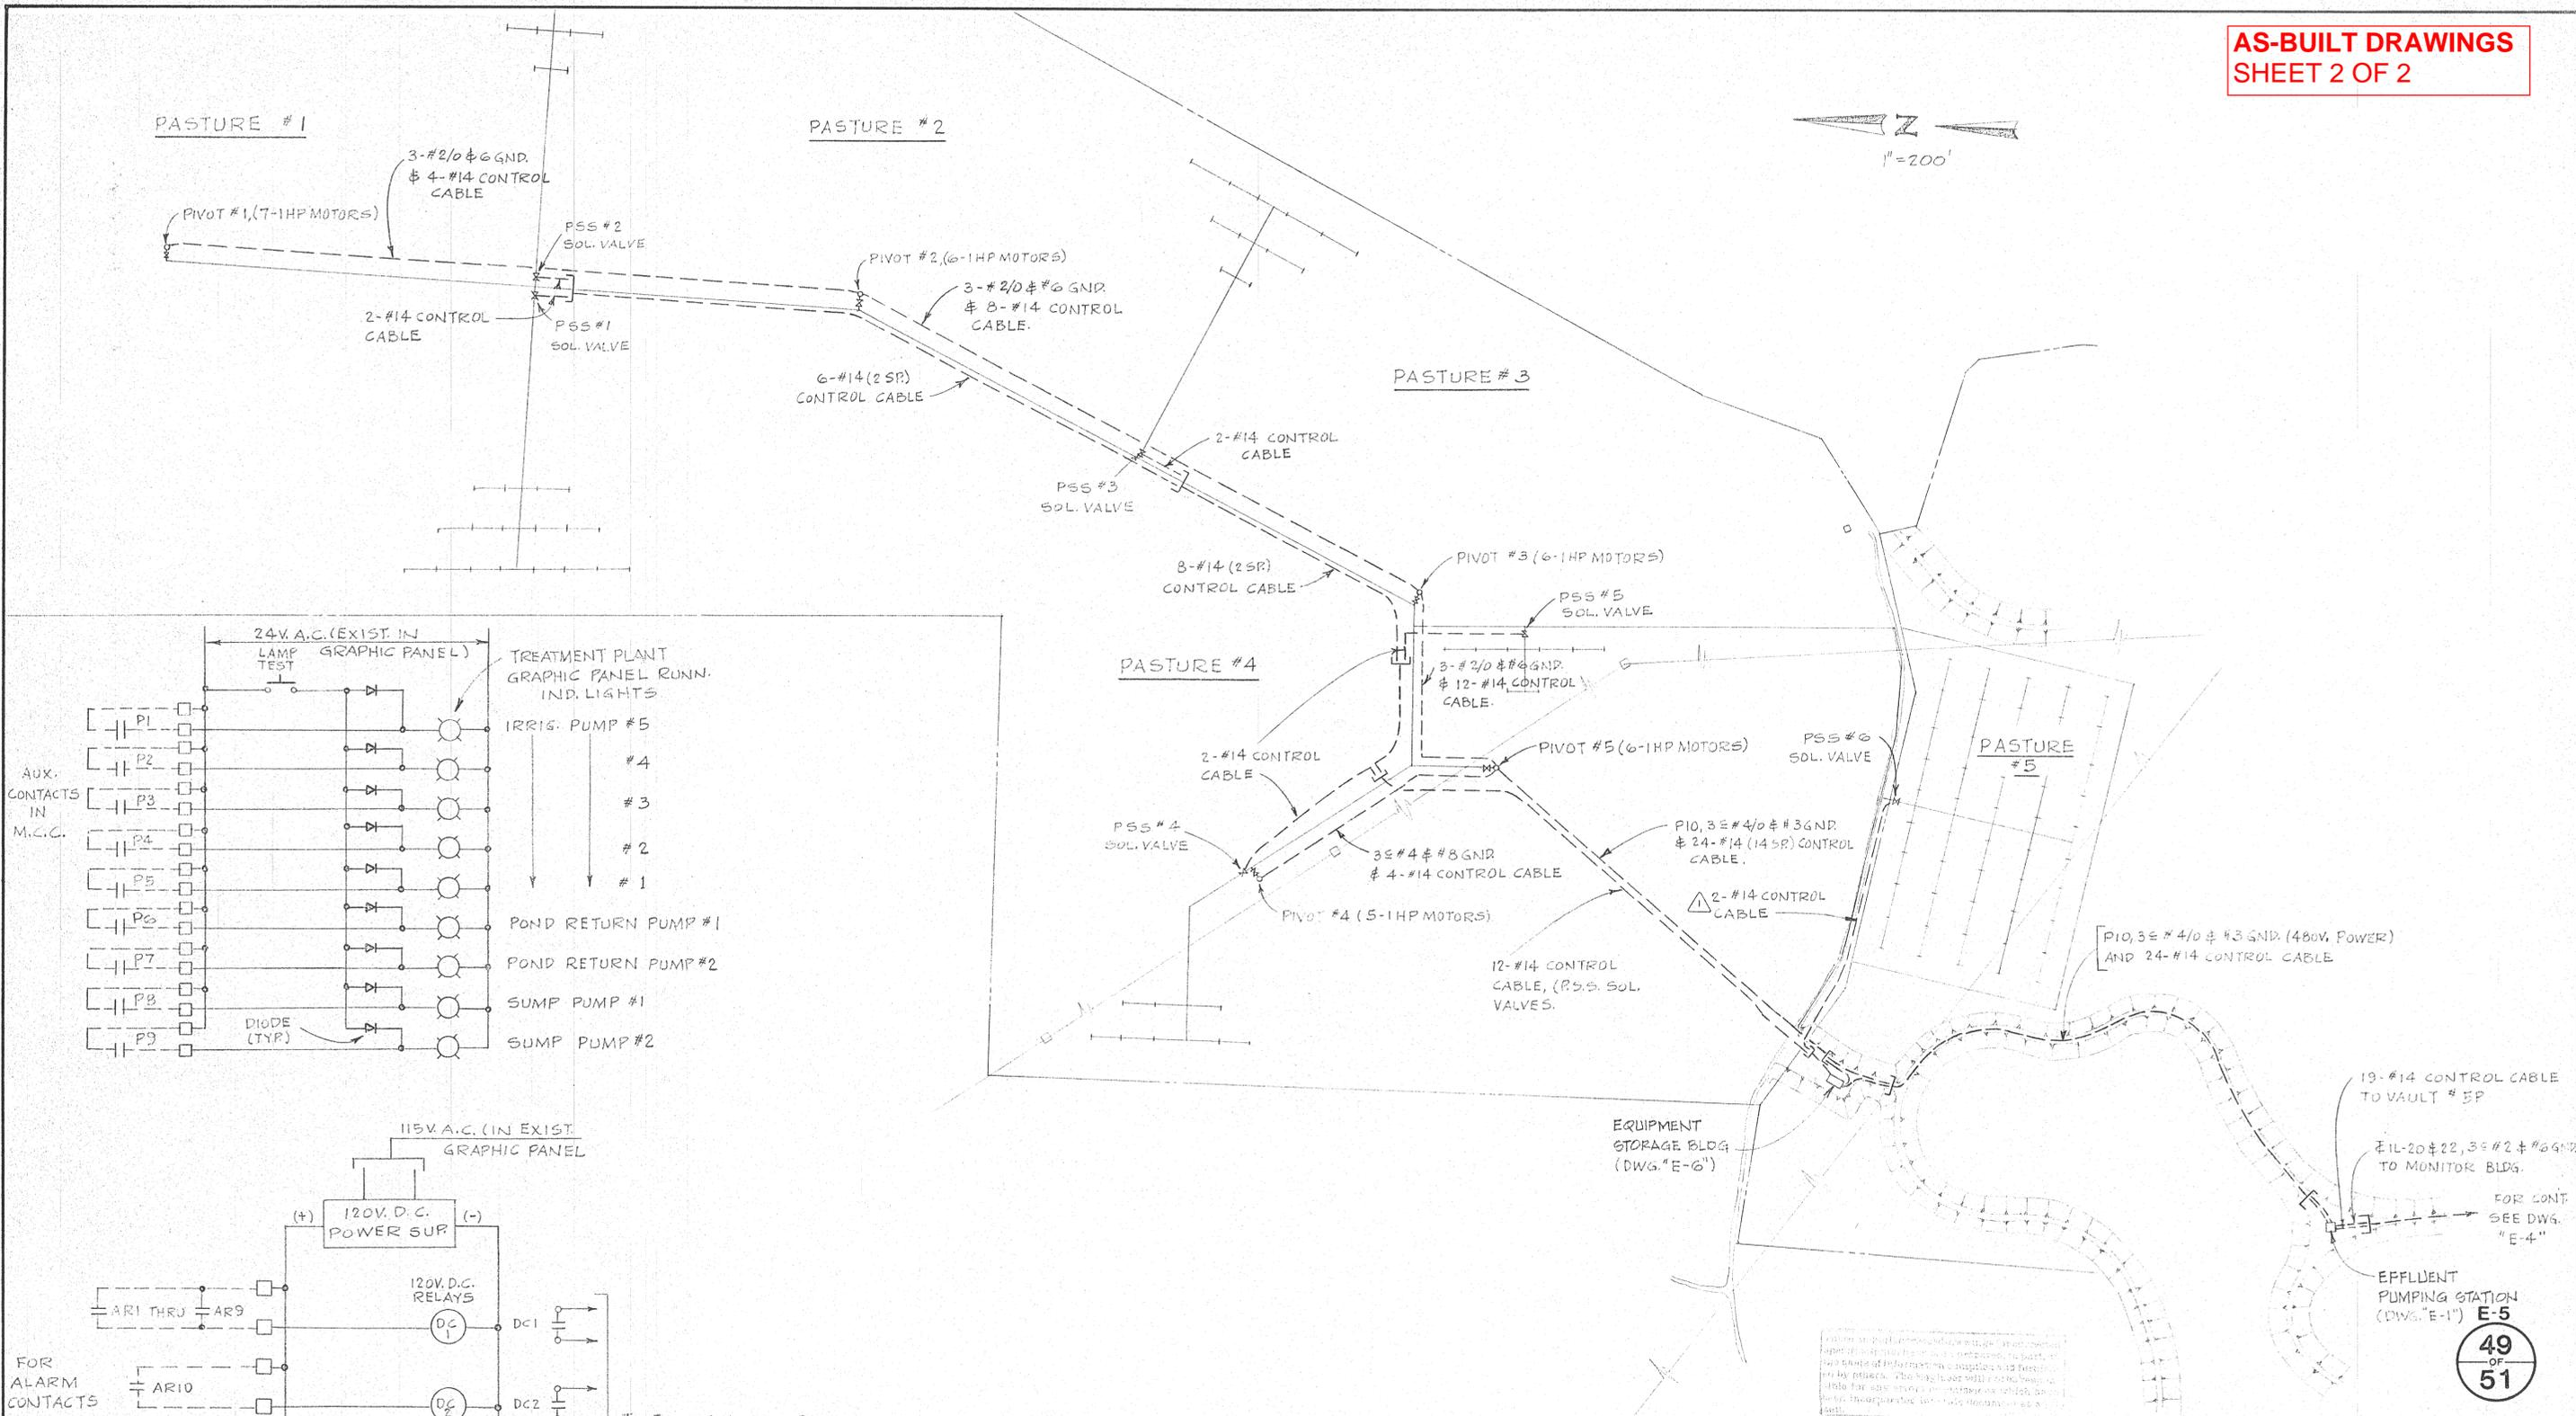 AS-BUILT DRAWINGS
SHEET 2 OF 2
PASTURE #1
PASTURE #2
N
1"=200'
3-#2/0 & 6 GND.
& 4-#14 CONTROL
CABLE
PIVOT #1,(7-1HP MOTORS)
PSS #2
SOL. VALVE
PIVOT #2,(6-1HP MOTORS)
3-#2/0 & #6 GND.
& 8-#14 CONTROL
CABLE.
2-#14 CONTROL
CABLE
PSS #1
SOL. VALVE
6-#14 (2 SP.)
CONTROL CABLE
PASTURE #3
2-#14 CONTROL
CABLE
PSS #3
SOL. VALVE
8-#14 (2 SP.)
CONTROL CABLE
PIVOT #3 (6-1HP MOTORS)
PSS #5
SOL. VALVE
PASTURE #4
3-#2/0 & #6 GND.
& 12-#14 CONTROL
CABLE.
G
2-#14 CONTROL
CABLE
PIVOT #5 (6-1HP MOTORS)
PSS #6
SOL. VALVE
PASTURE
#5
PSS #4
SOL. VALVE
3 #4 & #8 GND.
& 4-#14 CONTROL CABLE
P10, 3 #4/0 & #3 GND.
& 24-#14 (14 SP.) CONTROL
CABLE.
PIVOT #4 (5-1HP MOTORS)
1
2-#14 CONTROL
CABLE
12-#14 CONTROL
CABLE, (P.S.S. SOL.
VALVES.
P10, 3 #4/0 & #3 GND. (480V. POWER)
AND 24-#14 CONTROL CABLE
EQUIPMENT
STORAGE BLDG
(DWG. "E-6")
19-#14 CONTROL CABLE
TO VAULT # 5P
1L-20 & 22, 3 #2 & #6 GND
TO MONITOR BLDG.
FOR CONT.
SEE DWG.
"E-4"
EFFLUENT
PUMPING STATION
(DWG. "E-1")
E-5
49
OF
51
24V. A.C. (EXIST. IN
GRAPHIC PANEL)
LAMP
TEST
TREATMENT PLANT
GRAPHIC PANEL RUNN.
IND. LIGHTS
AUX.
CONTACTS
IN
M.C.C.
P1
IRRIG. PUMP #5
P2
#4
P3
#3
P4
#2
P5
#1
P6
POND RETURN PUMP #1
P7
POND RETURN PUMP #2
P8
SUMP PUMP #1
DIODE
(TYP.)
P9
SUMP PUMP #2
115V. A.C. (IN EXIST.
GRAPHIC PANEL
(+)
120V. D.C.
POWER SUP.
(-)
120V. D.C.
RELAYS
AR1 THRU AR9
DC
1
DC1
FOR
ALARM
CONTACTS
AR10
DC
2
DC2